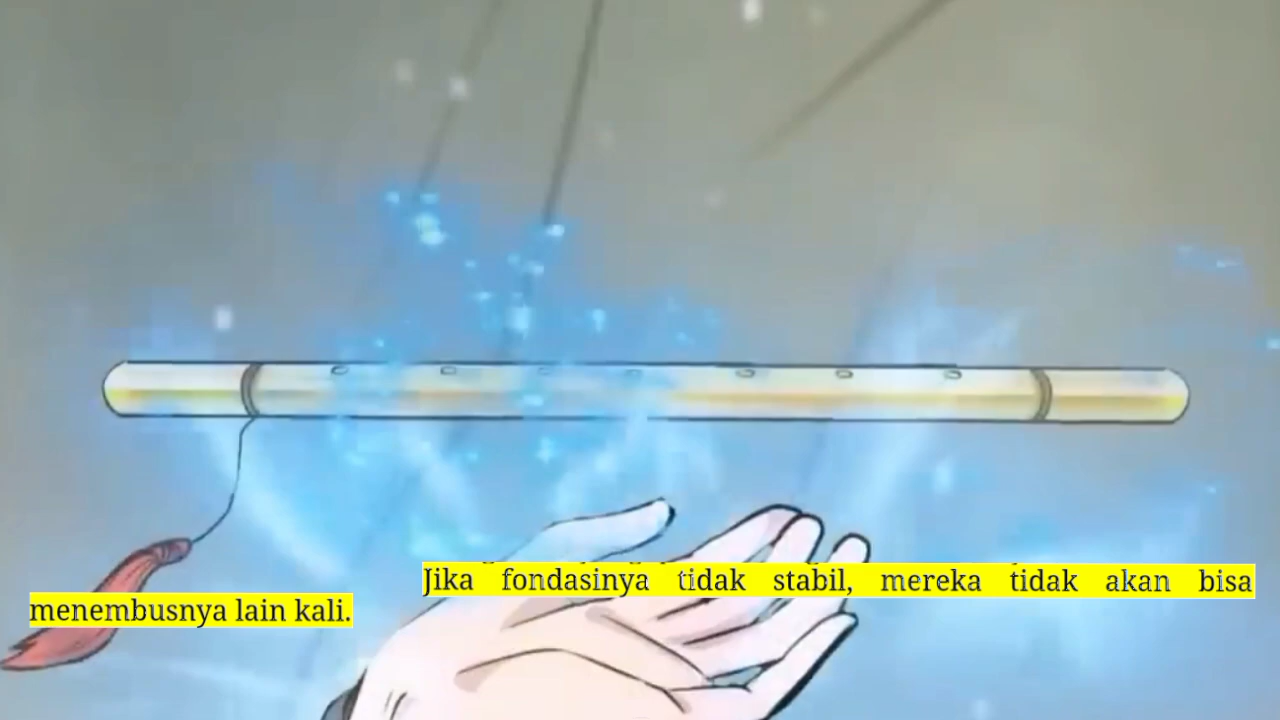 Jika fondasinya tidak stabil, mereka tidak akan bisa
menembusnya lain kali.